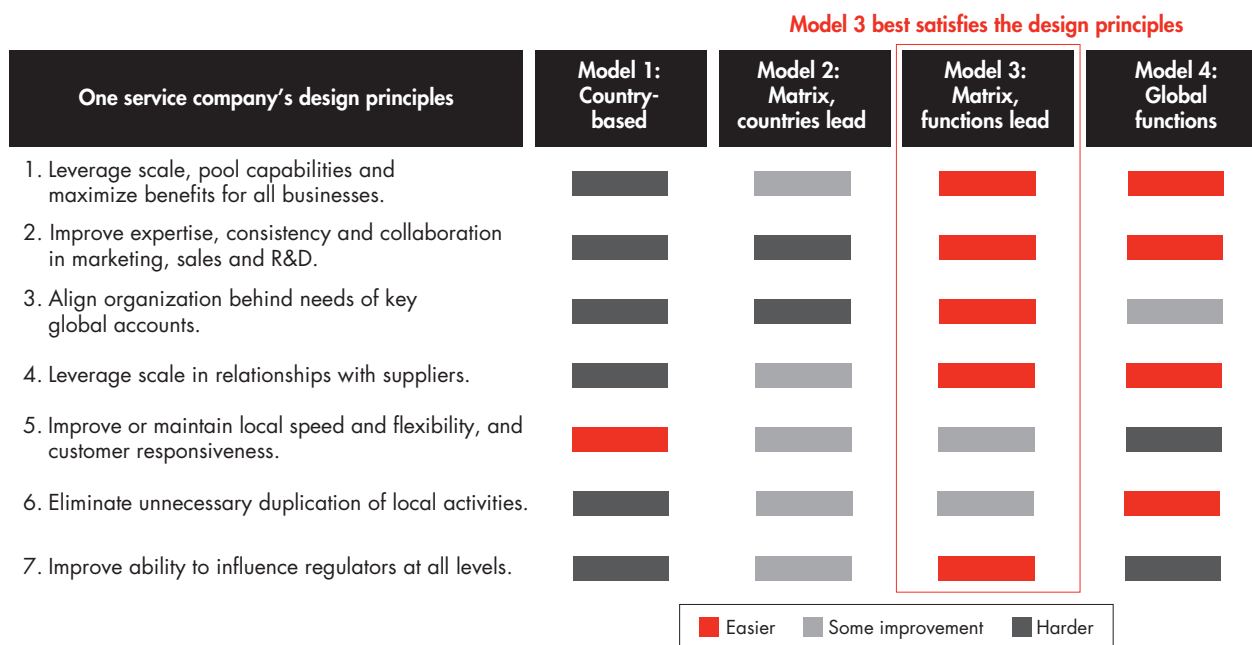 Model 3 best satisfies the design principles
One service company's design principles
Model 1:
Country-
based
Model 2:
Matrix,
countries lead
Model 3:
Matrix,
functions lead
Model 4:
Global
functions
1. Leverage scale, pool capabilities and
maximize benefits for all businesses.
2. Improve expertise, consistency and collaboration
in marketing, sales and R&D.
3. Align organization behind needs of key
global accounts.
4. Leverage scale in relationships with suppliers.
5. Improve or maintain local speed and flexibility, and
customer responsiveness.
6. Eliminate unnecessary duplication of local activities.
7. Improve ability to influence regulators at all levels.
Easier Some improvement Harder